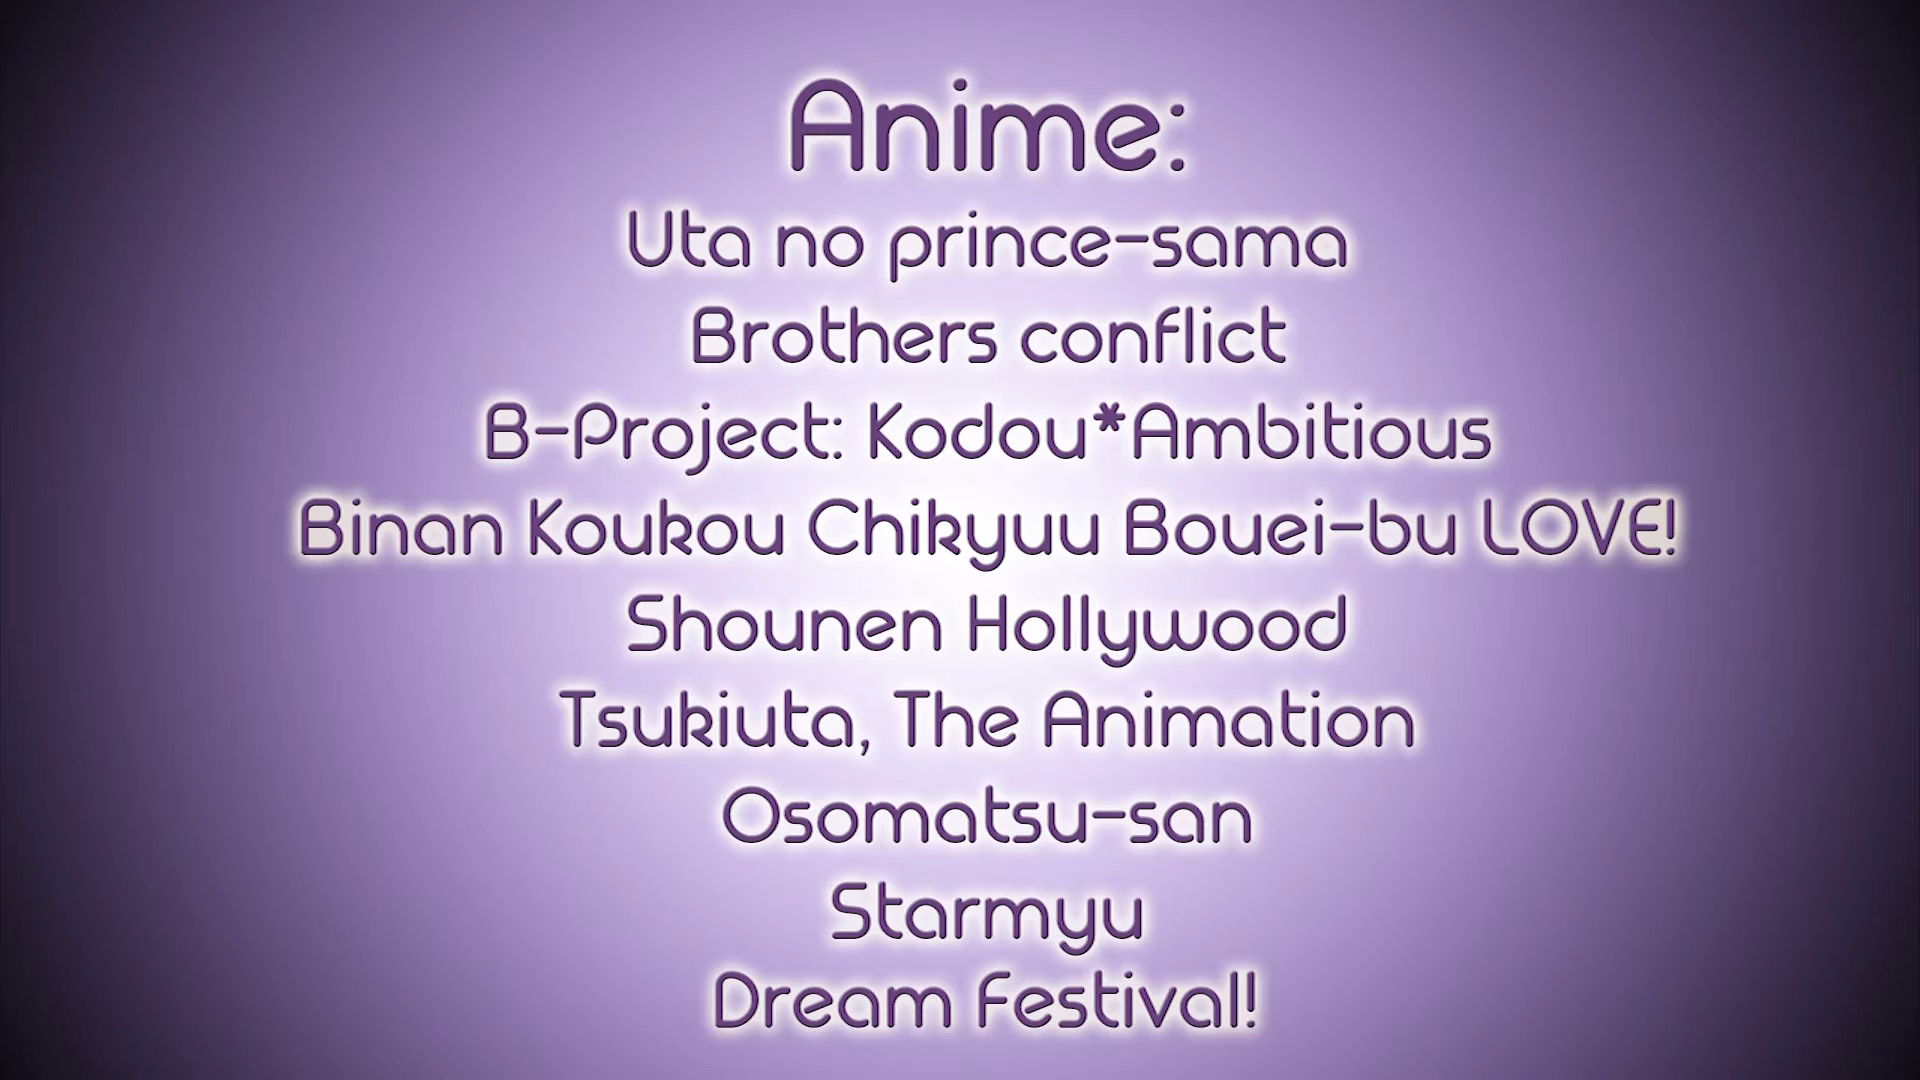 Anime:
Uta no prince-sama
Brothers conflict
B-Project: Kodou*Ambitious
Binan Koukou Chikyuu Bouei-bu LOVE!
Shounen Hollywood
Tsukiuta, The Animation
Osomatsu-san
Starmyu
Dream Festival!